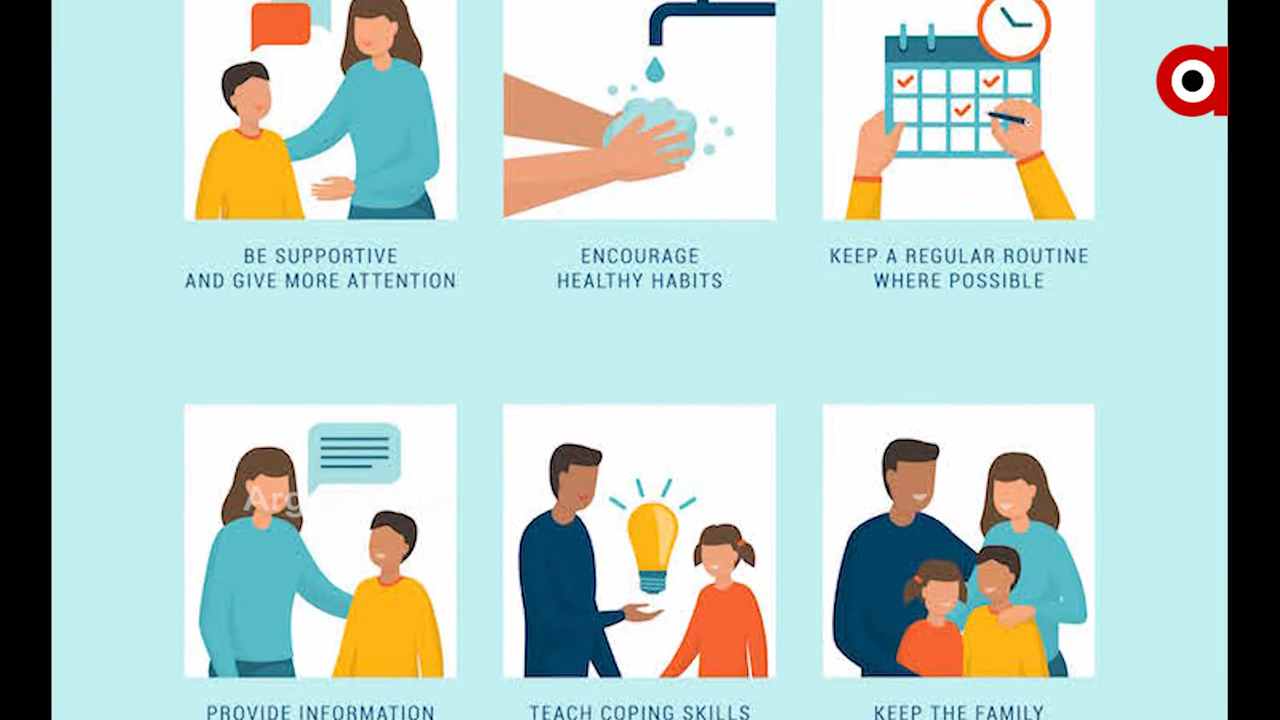 BE SUPPORTIVE
AND GIVE MORE ATTENTION
ENCOURAGE
HEALTHY HABITS
KEEP A REGULAR ROUTINE
WHERE POSSIBLE
PROVIDE INFORMATION
TEACH COPING SKILLS
KEEP THE FAMILY